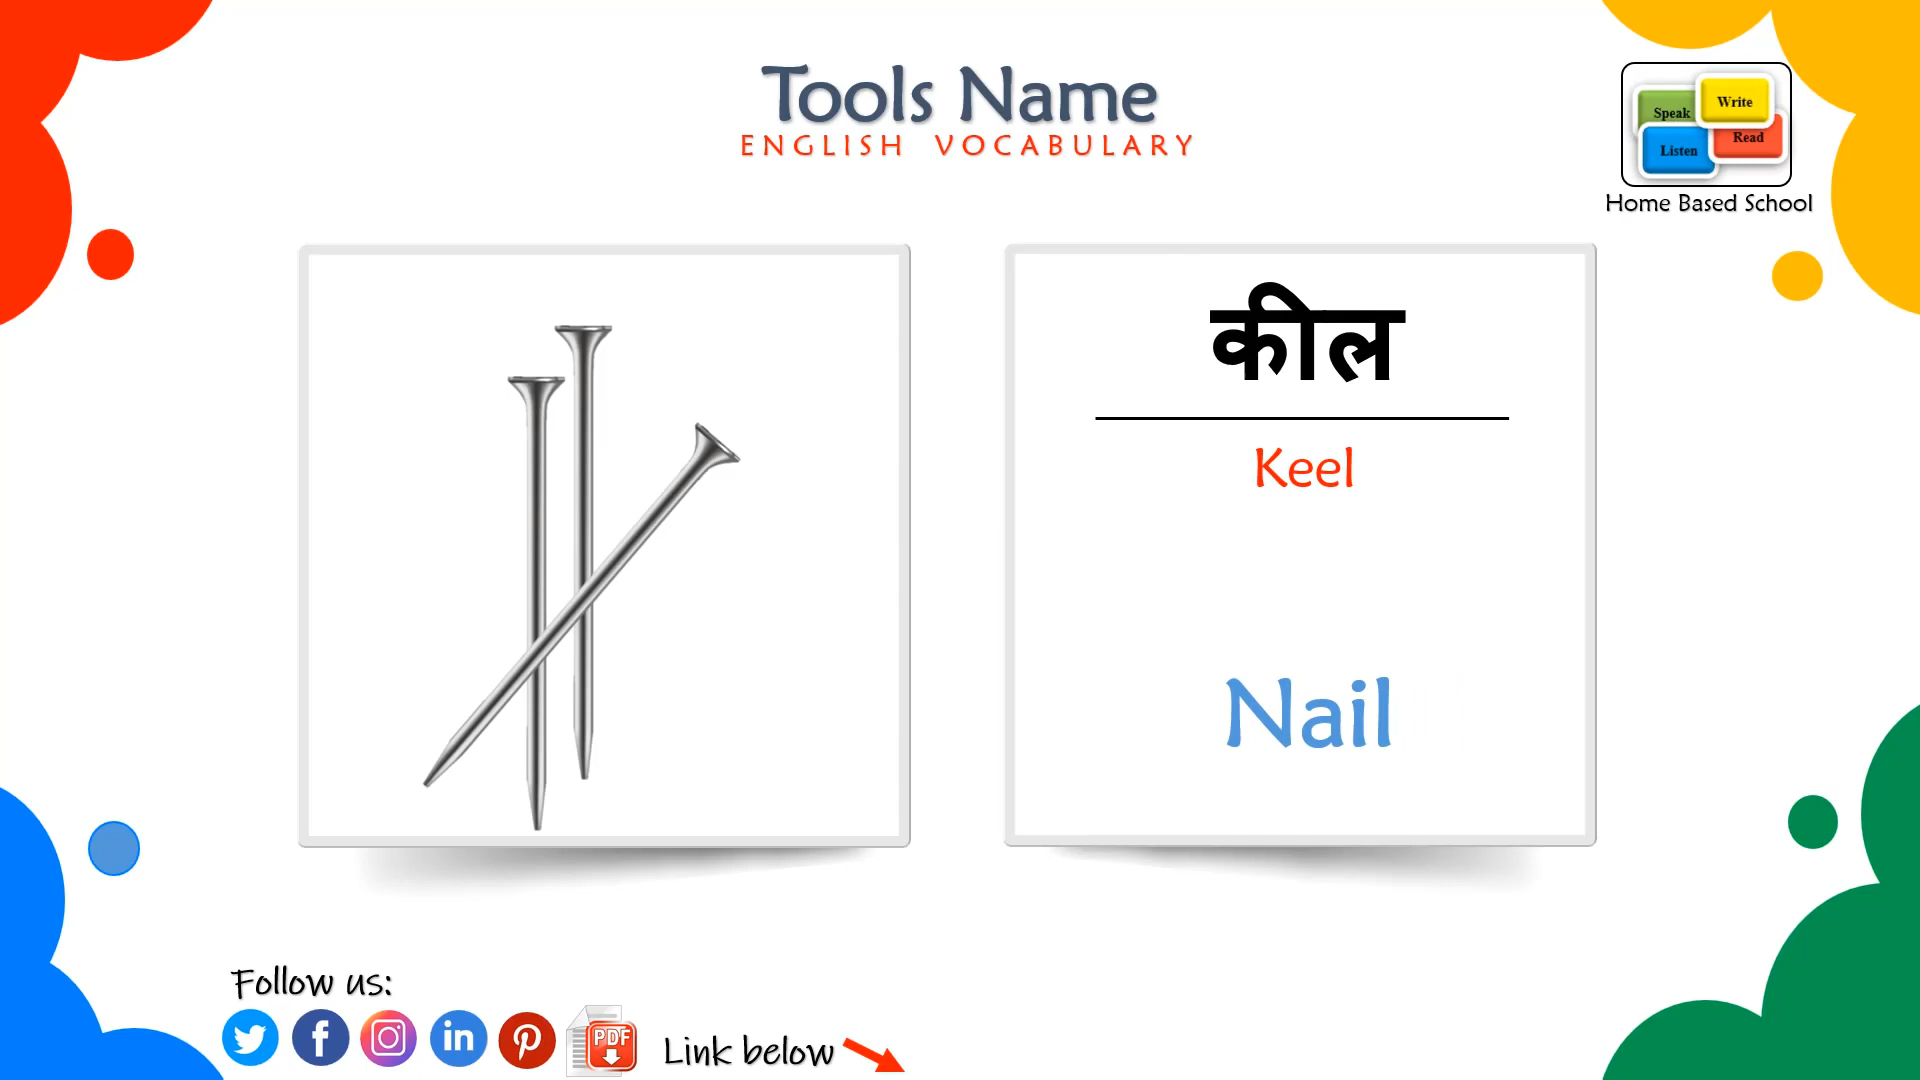 Tools Name
ENGLISH VOCABULARY
Speak
Write
Listen
Read
Home Based School
कील
Keel
Nail
Follow us:
PDF
Link below